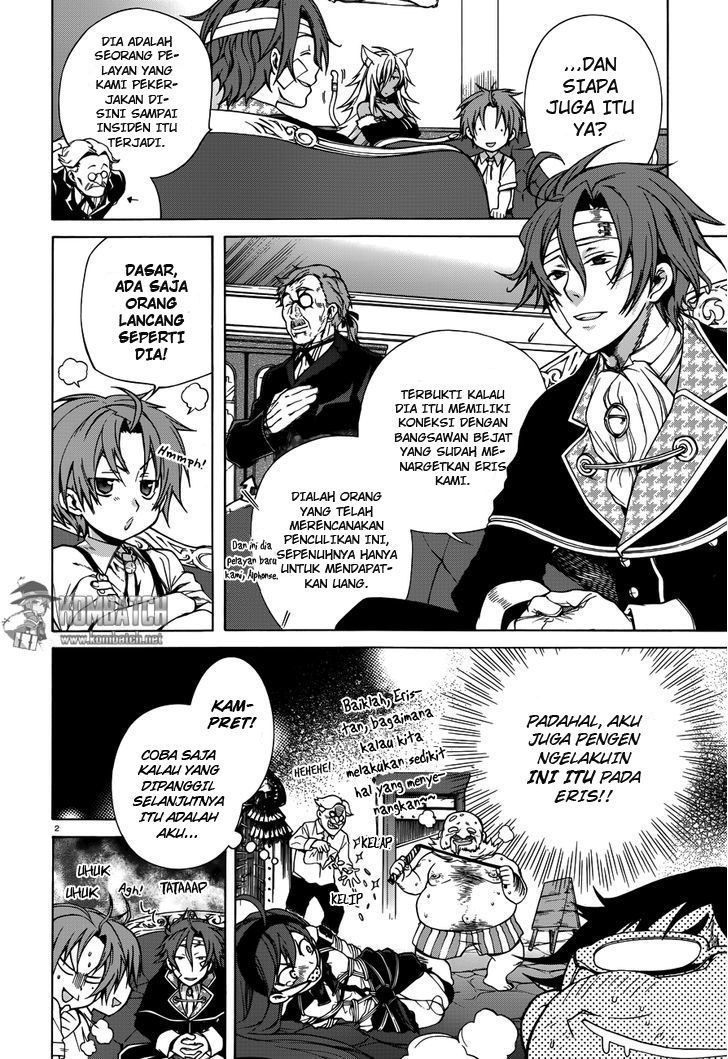 ...DAN
SIAPA
JUGA ITU
YA?
DIA ADALAH
SEORANG PE-
LAYAN YANG
KAMI PEKER-
JAKAN DI-
SINI SAMPAI
INSIDEN ITU
TERJADI.
TERBUKTI KALAU
DIA ITU MEMILIKI
KONEKSI DENGAN
BANGSAWAN BEJAT
YANG SUDAH ME-
NARGETKAN ERIS
KAMI.
DIALAH ORANG
YANG TELAH
MERENCANAKAN
PENCULIKAN INI,
SEPENUHNYA HANYA
UNTUK MENDAPAT-
KAN UANG.
Dan ini dia
pelayan baru
kami, Alphonse.
DASAR,
ADA SAJA
ORANG
LANCANG
SEPERTI
DIA!
Hmmph!
KOMBATCH
www.kombatch.net
PADAHAL, AKU
JUGA PENGEN
NGELAKUIN
INI ITU PADA
ERIS!!
Baiklah, Eris-
tan, bagaimana
kalau kita
melakukan sedikit
hal yang menye-
nangkang~
HEHEHE!
KELAP
KELIP
KAM-
PRET!
COBA SAJA
KALAU YANG
DIPANGGIL
SELANJUTNYA
ITU ADALAH
AKU...
2
TATAAAP
Agh!
UHUK
UHUK